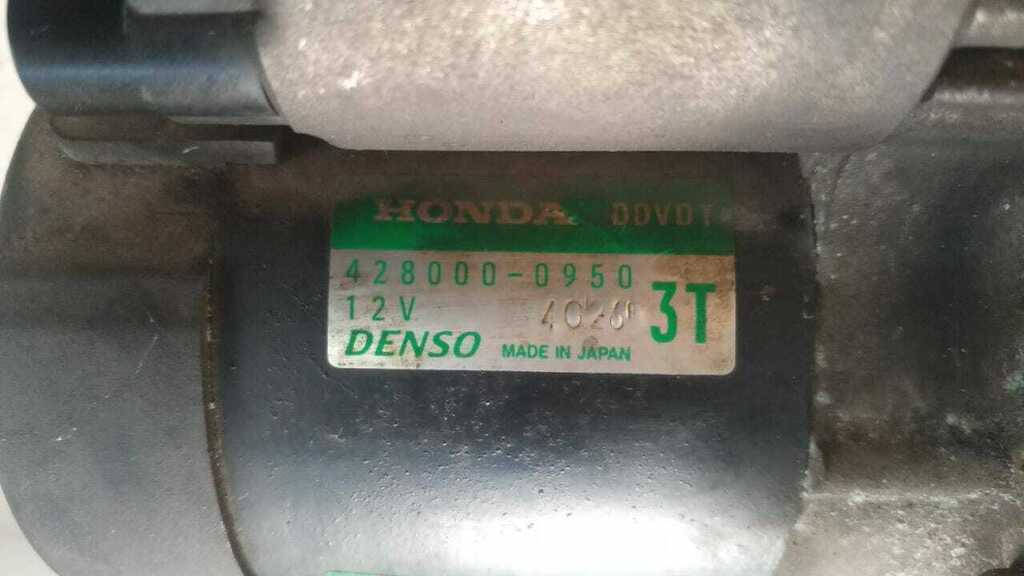 HONDA DDVDT
428000-0950
12V 3T
DENSO MADE IN JAPAN